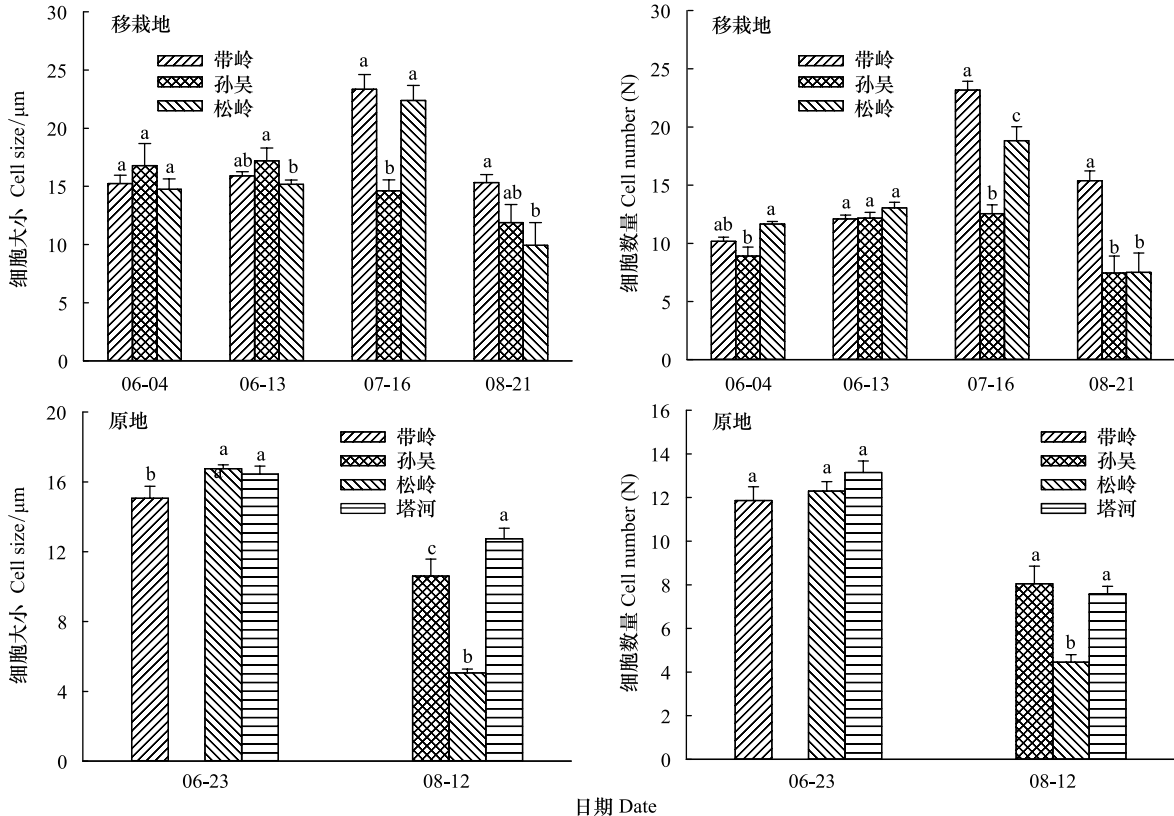 移栽地
带岭
孙吴
松岭
细胞大小 Cell size/μm
30
25
20
15
10
5
0
a a a
ab a b
a b a
a ab b
06-04 06-13 07-16 08-21
移栽地
带岭
孙吴
松岭
细胞数量 Cell number (N)
30
25
20
15
10
5
0
ab b a
a a a
a b c
a b b
06-04 06-13 07-16 08-21
原地
带岭
孙吴
松岭
塔河
细胞大小 Cell size/μm
20
16
12
8
4
0
b a a
a
c b a
06-23 08-12
原地
带岭
孙吴
松岭
塔河
细胞数量 Cell number (N)
16
14
12
10
8
6
4
2
0
a a a
a b a
06-23 08-12
日期 Date